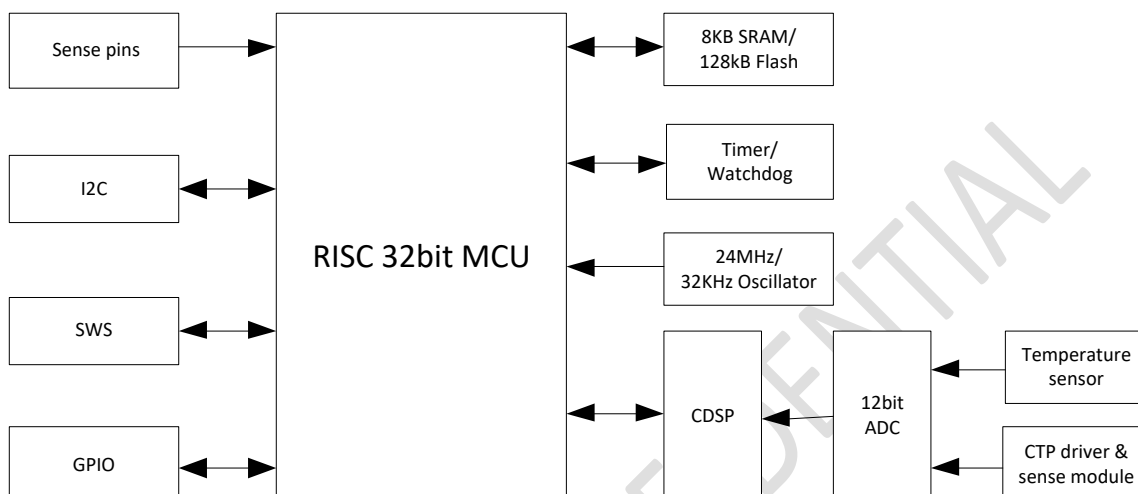 Sense pins
8KB SRAM/
128kB Flash
I2C
Timer/
Watchdog
RISC 32bit MCU
24MHz/
32KHz Oscillator
SWS
CDSP
12bit
ADC
Temperature
sensor
GPIO
CTP driver &
sense module
DENTIAL